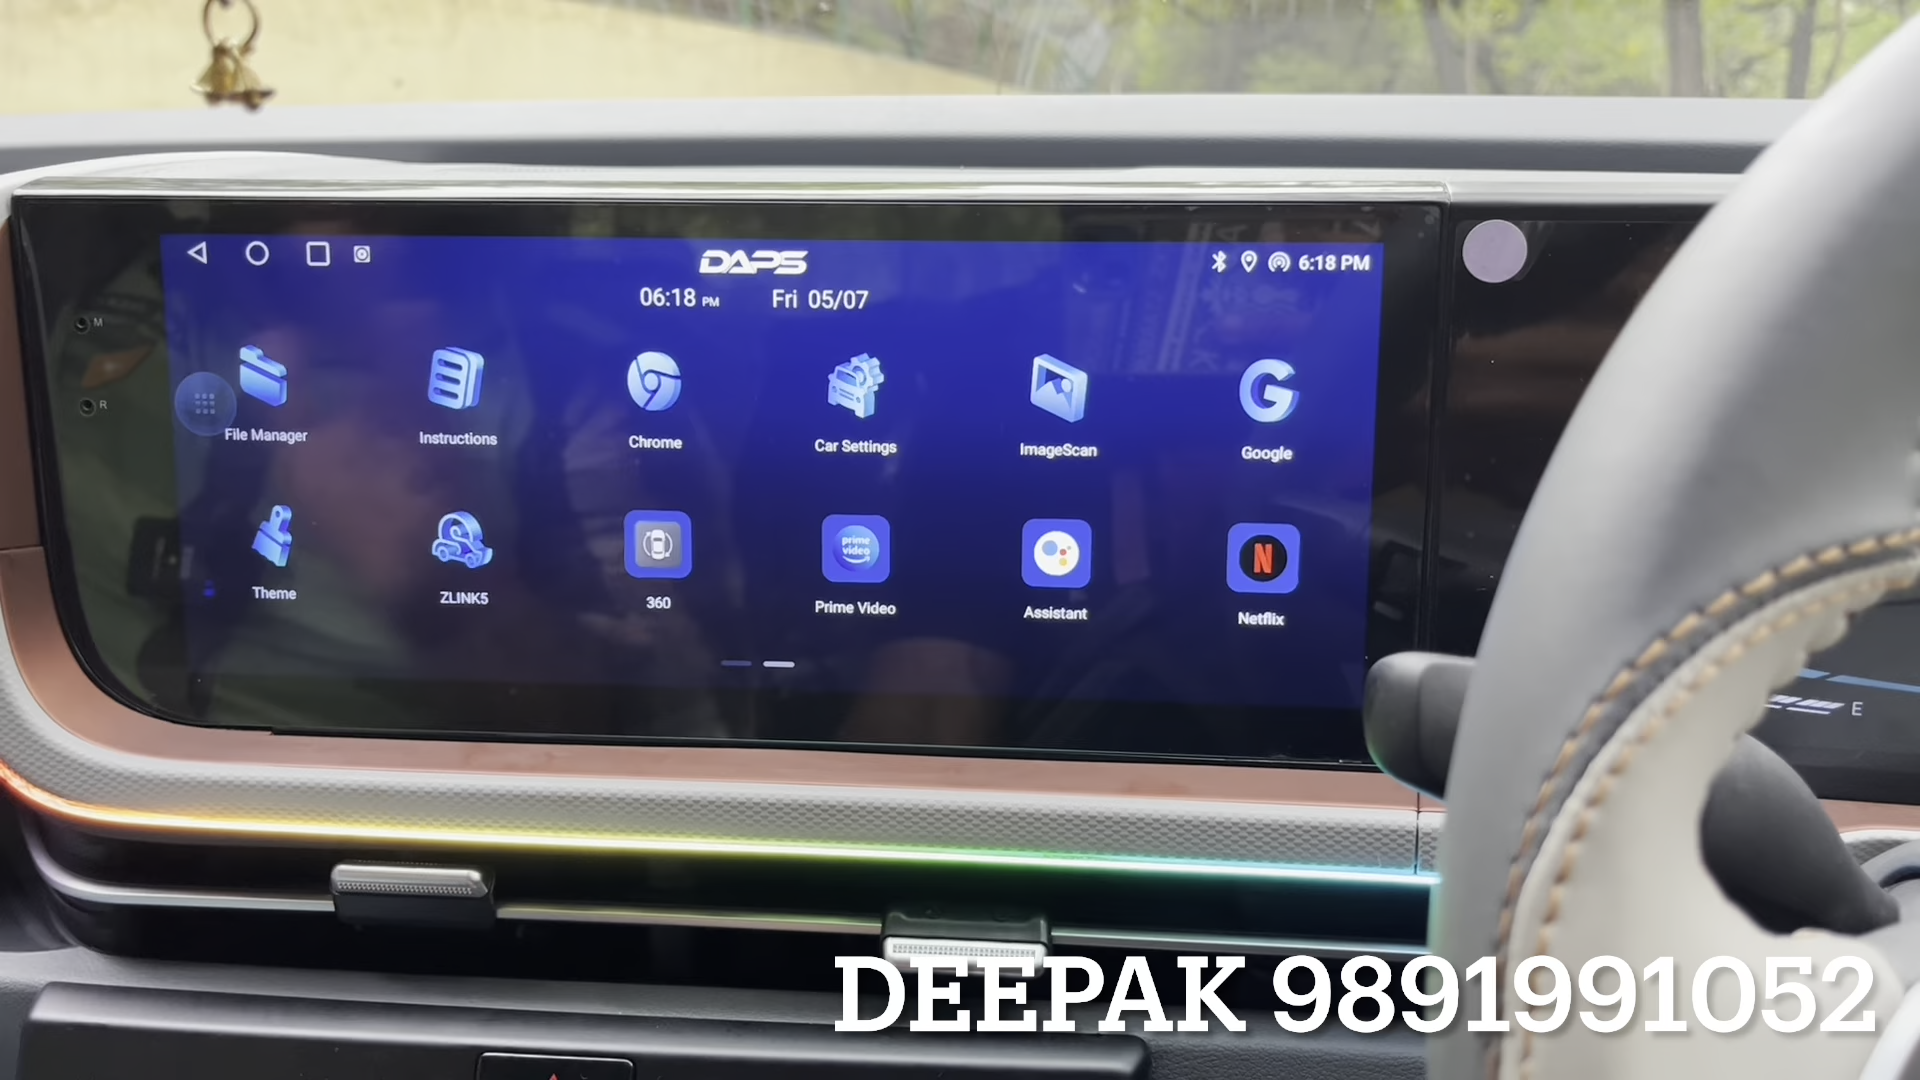 DAPS
6:18 PM
06:18 PM Fri 05/07
M
R
File Manager Instructions Chrome Car Settings ImageScan Google
prime video
N
Theme ZLINK5 360 Prime Video Assistant Netflix
E
DEEPAK 9891991052